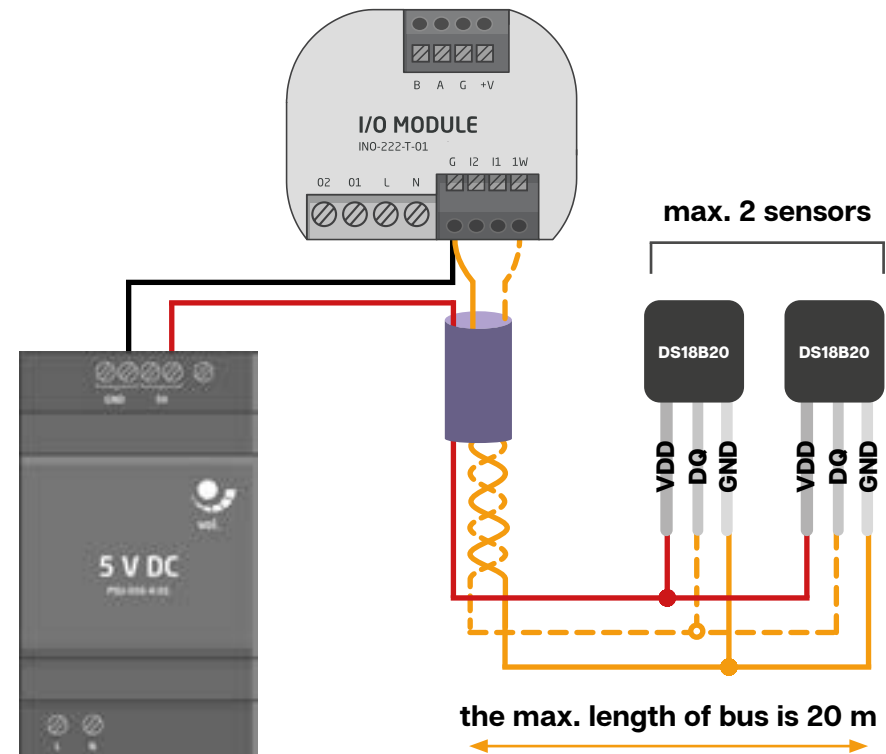 B A G +V
I/O MODULE
INO-222-T-01
G I2 I1 1W
O2 O1 L N
max. 2 sensors
DS18B20
DS18B20
VDD
DQ
GND
VDD
DQ
GND
GND
vol.
5 V DC
L N
the max. length of bus is 20 m